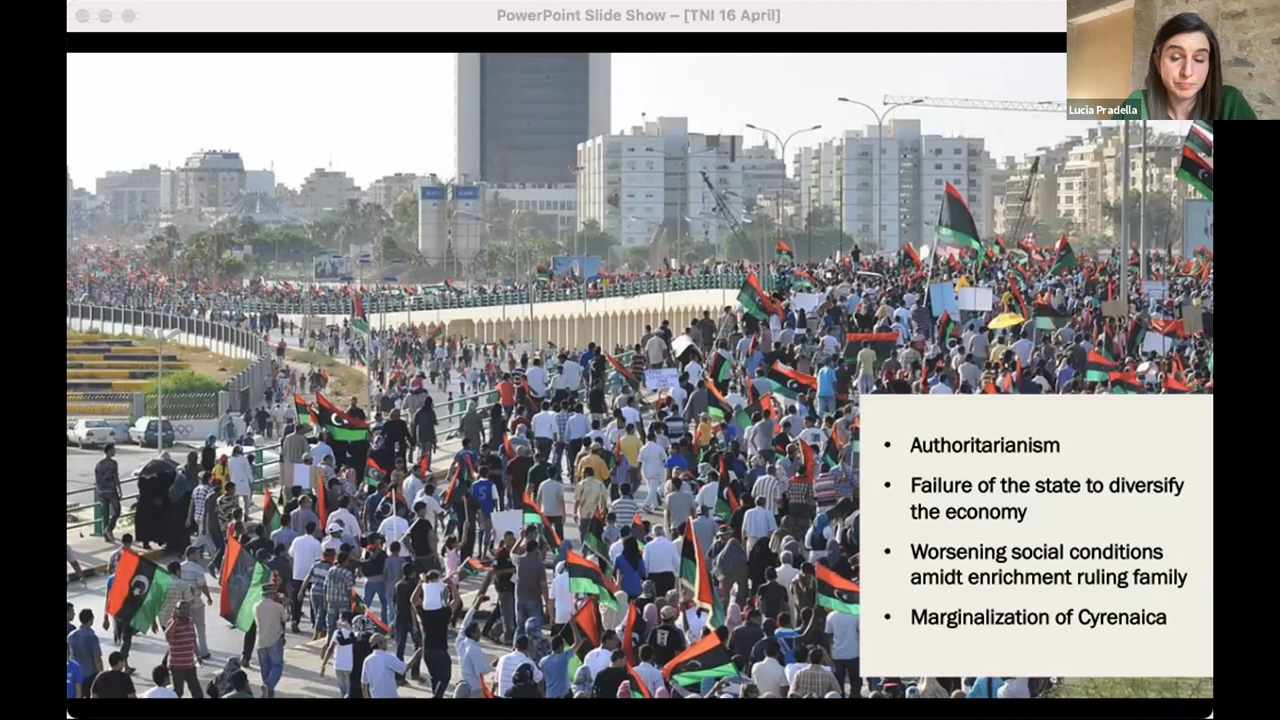 PowerPoint Slide Show – [TNI 16 April]
Lucia Pradella
• Authoritarianism
• Failure of the state to diversify
the economy
• Worsening social conditions
amidst enrichment ruling family
• Marginalization of Cyrenaica